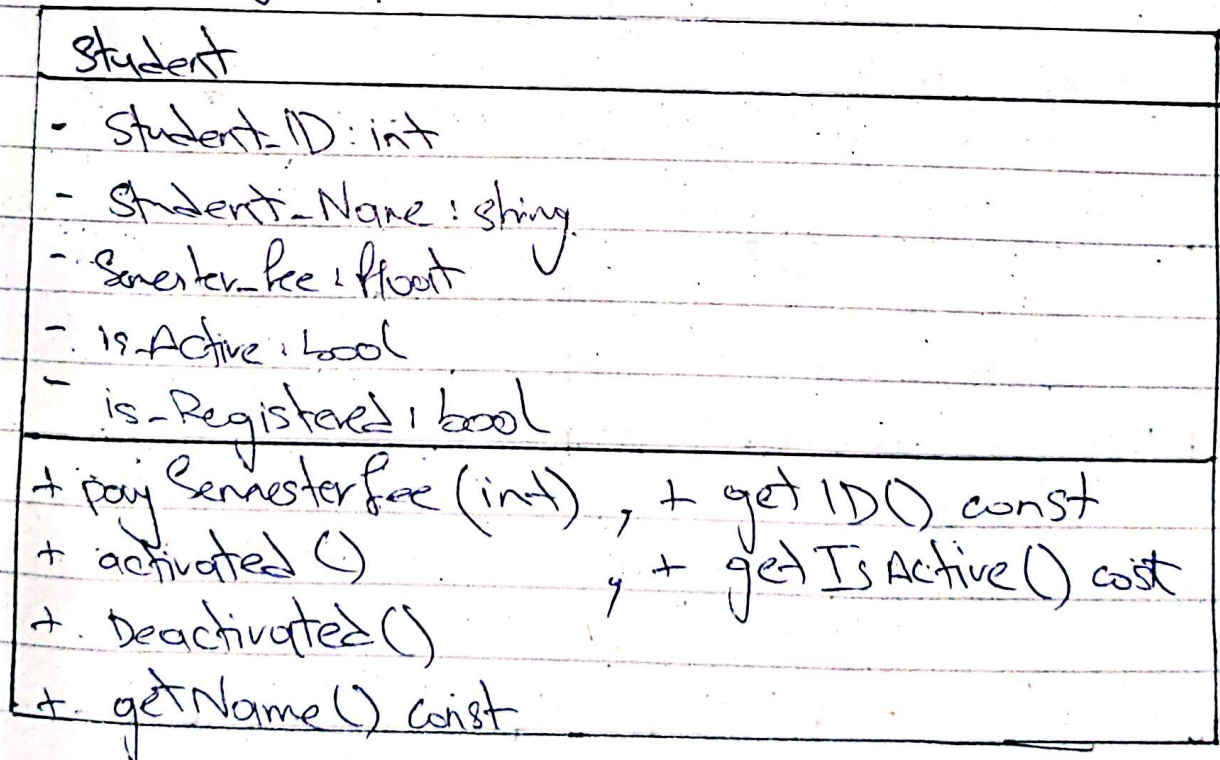 Student
- Student_ID : int
- Student_Name : string
- Semester_fee : float
- is_Active : bool
- is_Registered : bool
+ pay Semesterfee (int) , + get ID() const
+ activated () , + get Is Active () cost
+. Deactivated ()
+. getName () const